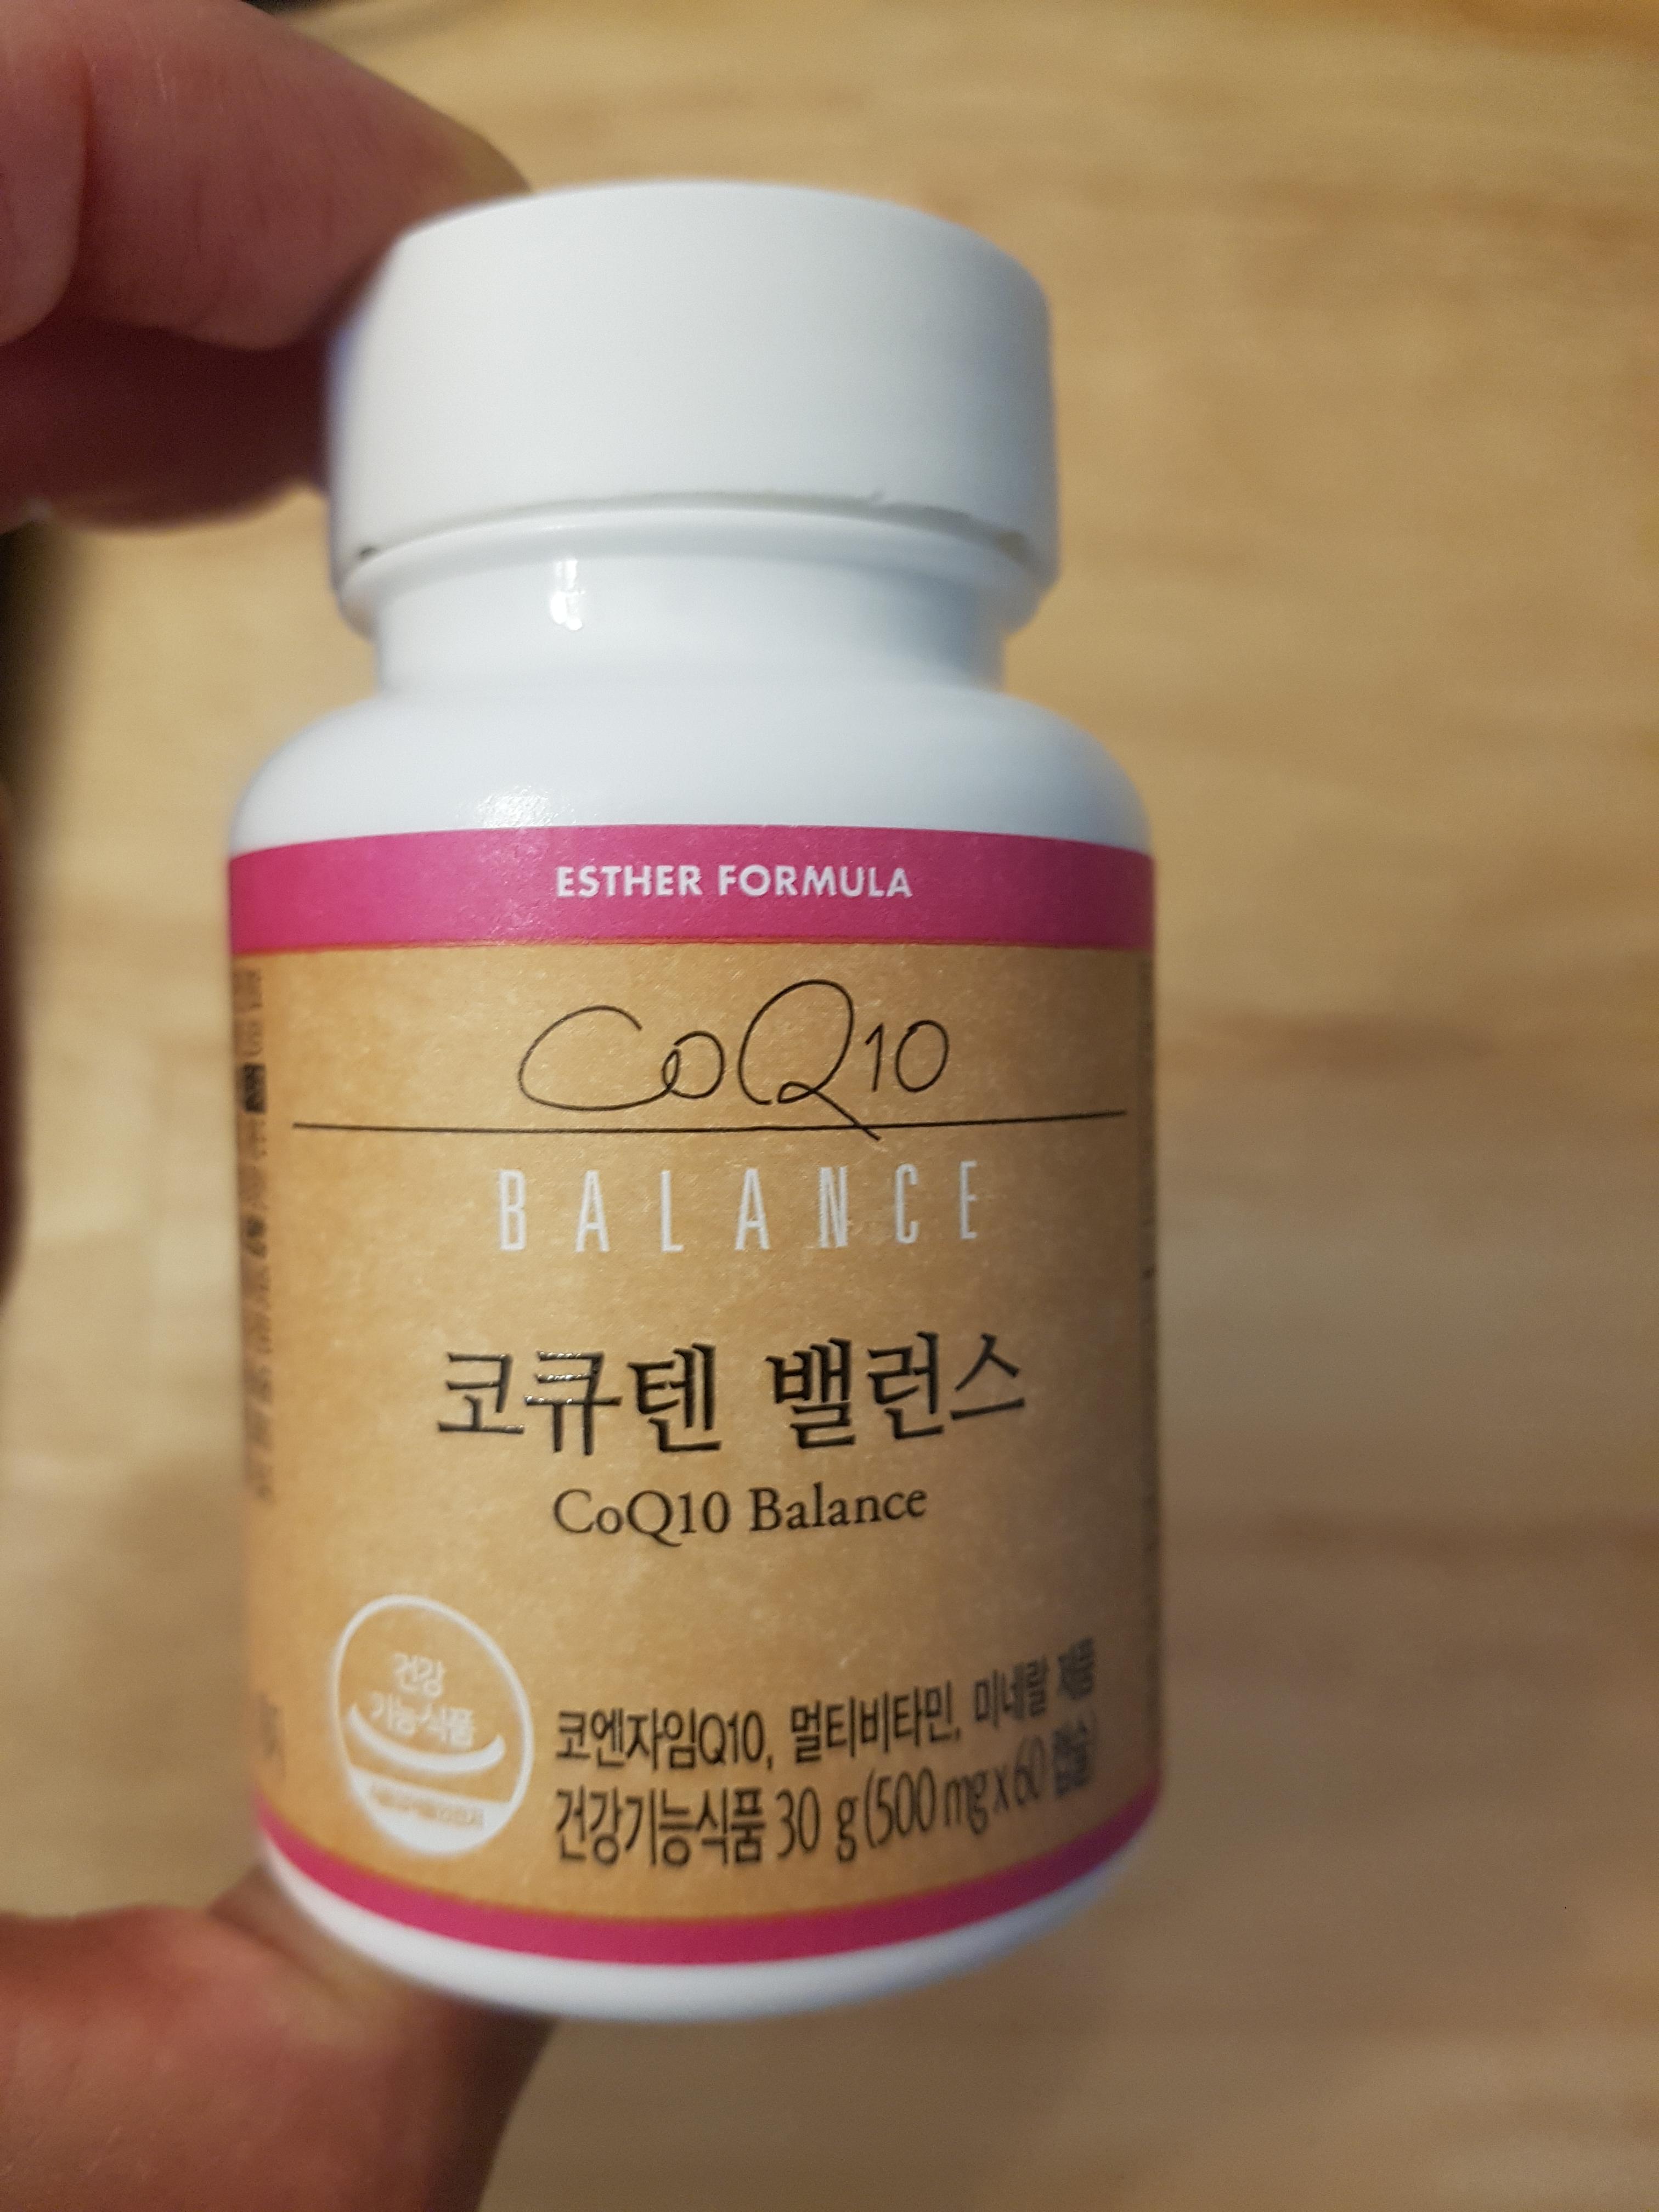 ESTHER FORMULA
CoQ10
BALANCE
코큐텐 밸런스
CoQ10 Balance
건강
기능식품
코엔자임Q10, 멀티비타민, 미네랄 제품
건강기능식품 30 g (500 mg x 60 캡슐)